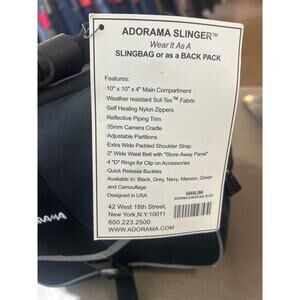 ADORAMA SLINGER™
Wear It As A
SLINGBAG or as a BACK PACK
Features:
·10" x 10" x 4" Main Compartment
·Weather resistant Sof-Tex™ Fabric
·Self Healing Nylon Zippers
·Reflective Piping Trim
·35mm Camera Cradle
·Adjustable Partitions
·Extra Wide Padded Shoulder Strap
·2" Wide Waist Belt with "Store-Away Panel"
·4 "D" Rings for Clip on Accessories
·Quick Release Buckles
·Available in: Black, Grey, Navy, Maroon, Green
and Camouflage
·Designed in USA
42 West 18th Street,
New York,N.Y.10011
800.223.2500
WWW.ADORAMA.COM
GBSLBK